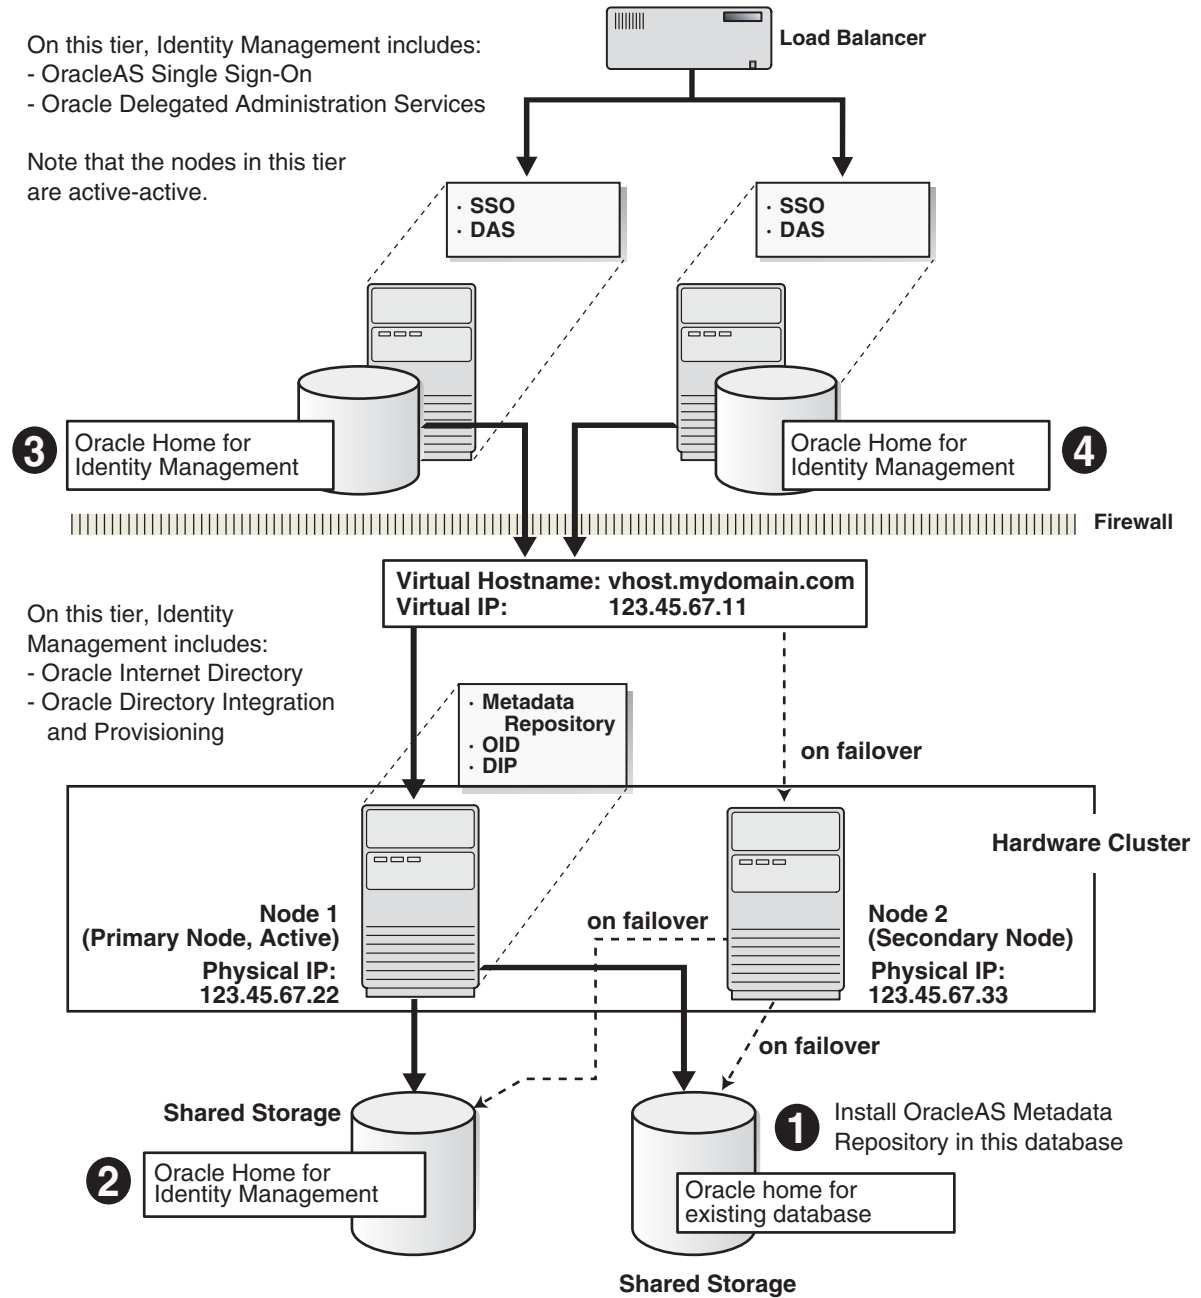 Load Balancer
On this tier, Identity Management includes:
- OracleAS Single Sign-On
- Oracle Delegated Administration Services
Note that the nodes in this tier
are active-active.
· SSO
· DAS
· SSO
· DAS
3
Oracle Home for
Identity Management
Oracle Home for
Identity Management
4
Firewall
Virtual Hostname: vhost.mydomain.com
Virtual IP: 123.45.67.11
On this tier, Identity
Management includes:
- Oracle Internet Directory
- Oracle Directory Integration
and Provisioning
· Metadata
Repository
· OID
· DIP
on failover
Hardware Cluster
Node 1
(Primary Node, Active)
Physical IP:
123.45.67.22
on failover
Node 2
(Secondary Node)
Physical IP:
123.45.67.33
on failover
Shared Storage
2
Oracle Home for
Identity Management
1
Install OracleAS Metadata
Repository in this database
Oracle home for
existing database
Shared Storage